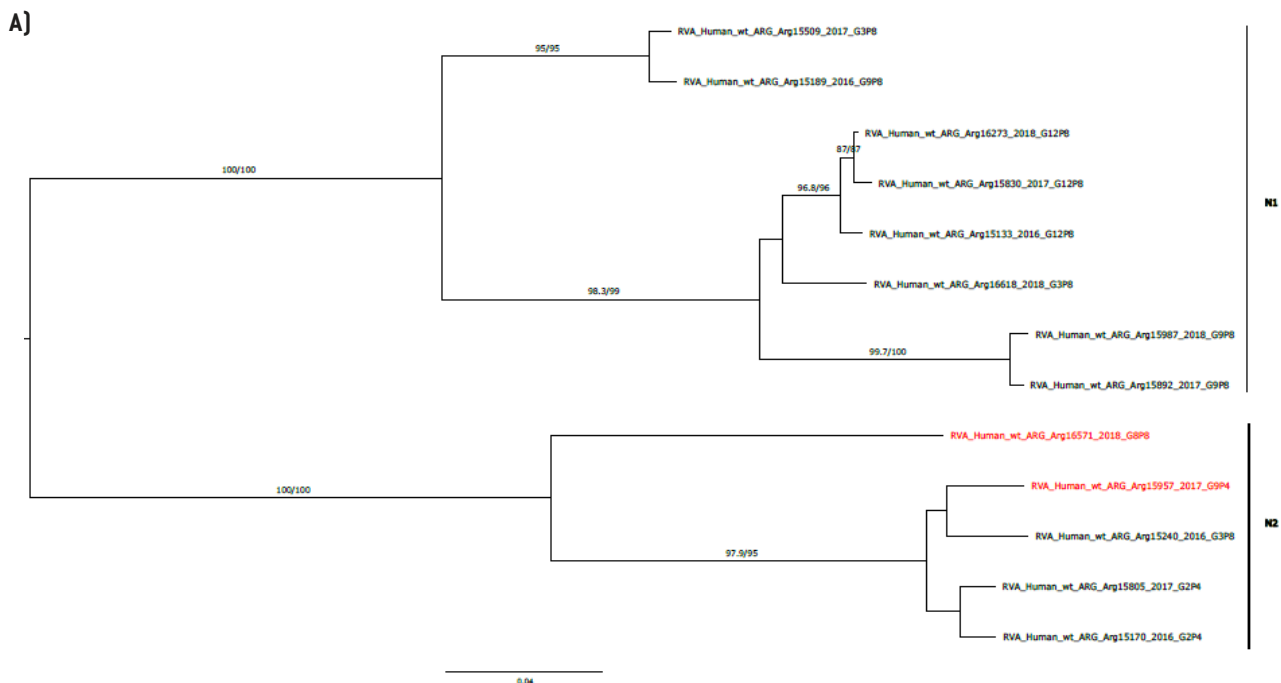 A)
RVA_Human_wt_ARG_Arg15509_2017_G3P8
95/95
RVA_Human_wt_ARG_Arg15189_2016_G9P8
RVA_Human_wt_ARG_Arg16273_2018_G12P8
87/87
100/100
RVA_Human_wt_ARG_Arg15830_2017_G12P8
96.8/96
N1
RVA_Human_wt_ARG_Arg15133_2016_G12P8
RVA_Human_wt_ARG_Arg16618_2018_G3P8
98.3/99
RVA_Human_wt_ARG_Arg15987_2018_G9P8
99.7/100
RVA_Human_wt_ARG_Arg15892_2017_G9P8
RVA_Human_wt_ARG_Arg16571_2018_G8P8
100/100
RVA_Human_wt_ARG_Arg15957_2017_G9P4
N2
RVA_Human_wt_ARG_Arg15240_2016_G3P8
97.9/95
RVA_Human_wt_ARG_Arg15805_2017_G2P4
RVA_Human_wt_ARG_Arg15170_2016_G2P4
0.04